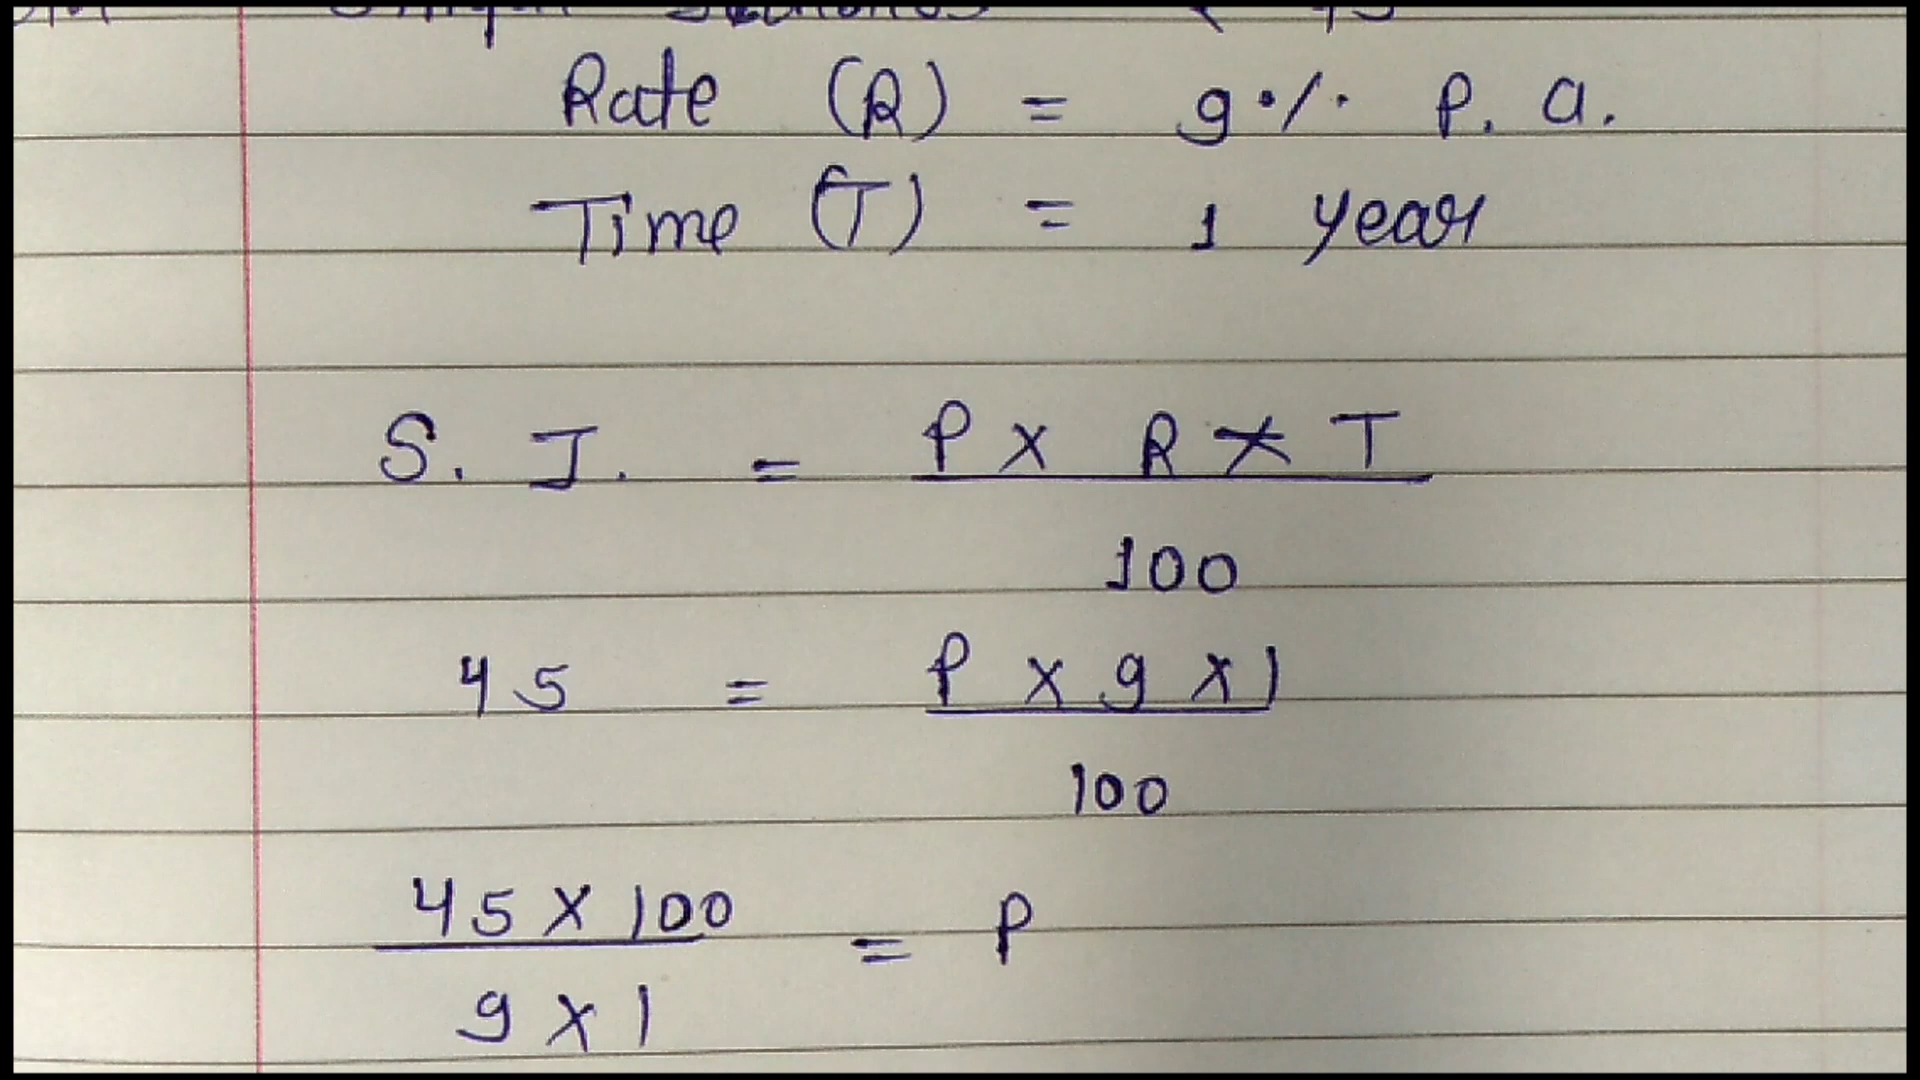 Rate (R) = 9% P. a.
Time (T) = 1 year
S. I. = P x R x T
100
45 = P x 9 x 1
100
45 x 100 = P
9 x 1